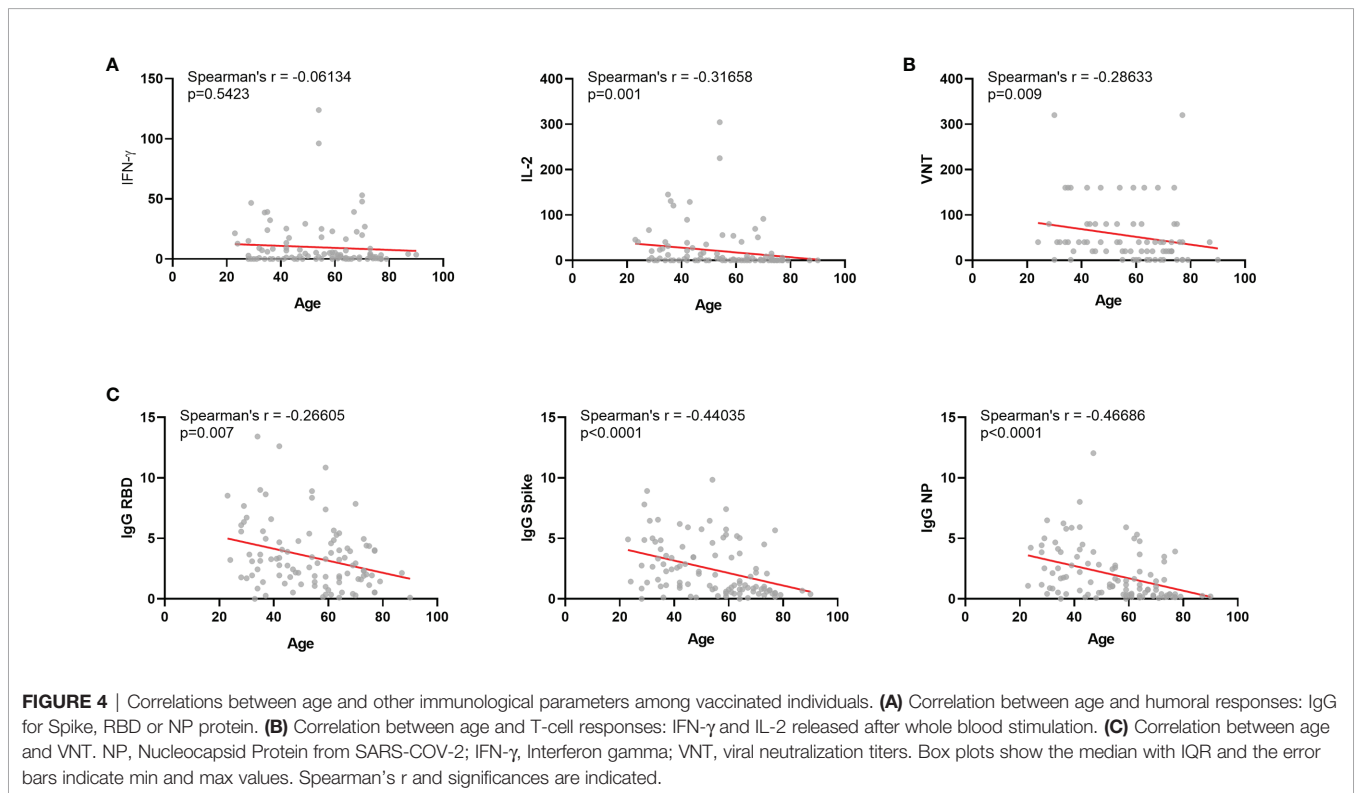 A
Spearman's r = -0.06134
p=0.5423
150
100
50
0
IFN-γ
0 20 40 60 80 100
Age
Spearman's r = -0.31658
p=0.001
400
300
200
100
0
IL-2
0 20 40 60 80 100
Age
B
Spearman's r = -0.28633
p=0.009
400
300
200
100
0
VNT
0 20 40 60 80 100
Age
C
Spearman's r = -0.26605
p=0.007
15
10
5
0
IgG RBD
0 20 40 60 80 100
Age
Spearman's r = -0.44035
p<0.0001
15
10
5
0
IgG Spike
0 20 40 60 80 100
Age
Spearman's r = -0.46686
p<0.0001
15
10
5
0
IgG NP
0 20 40 60 80 100
Age
FIGURE 4 | Correlations between age and other immunological parameters among vaccinated individuals. (A) Correlation between age and humoral responses: IgG
for Spike, RBD or NP protein. (B) Correlation between age and T-cell responses: IFN-γ and IL-2 released after whole blood stimulation. (C) Correlation between age
and VNT. NP, Nucleocapsid Protein from SARS-COV-2; IFN-γ, Interferon gamma; VNT, viral neutralization titers. Box plots show the median with IQR and the error
bars indicate min and max values. Spearman's r and significances are indicated.